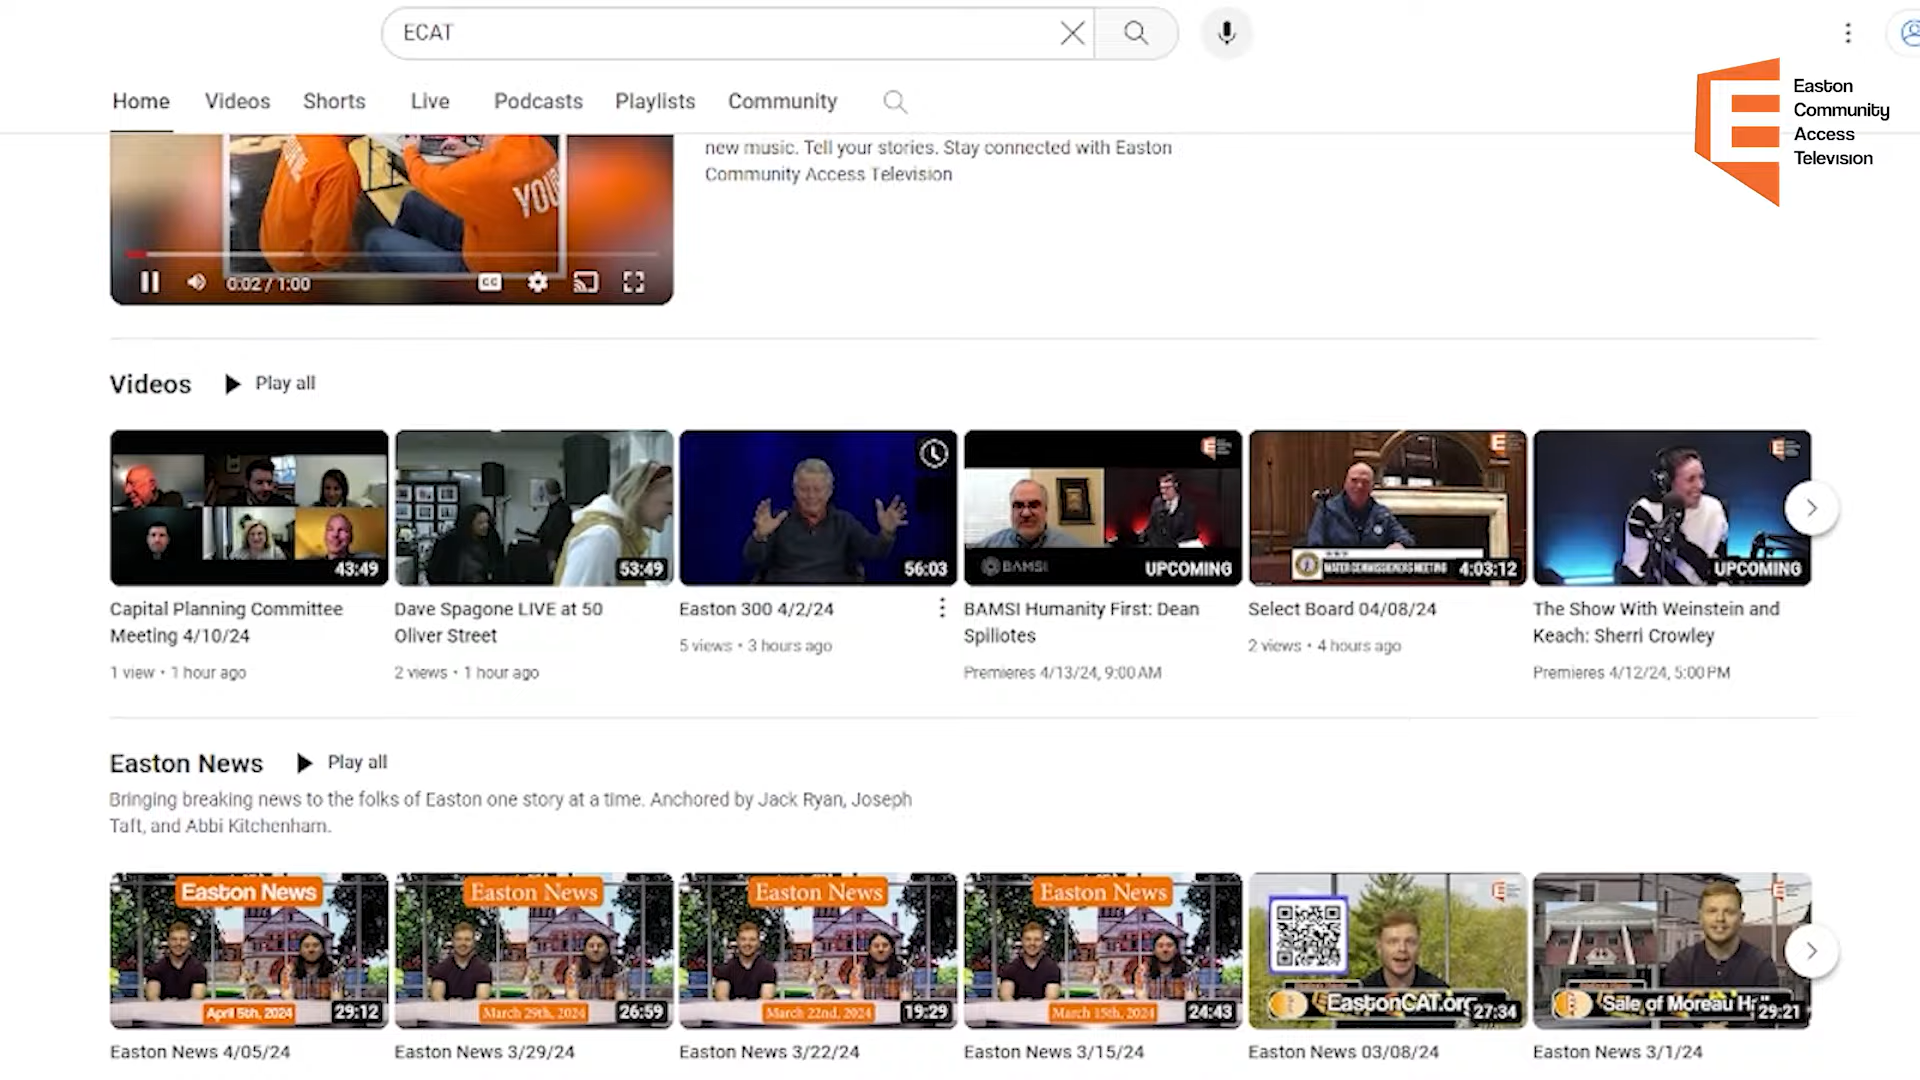 ECAT
Home Videos Shorts Live Podcasts Playlists Community
Easton
Community
Access
Television
new music. Tell your stories. Stay connected with Easton
Community Access Television
YOU
0:02 / 1:00
CC
Videos Play all
43:49
53:49
56:03
BAMSI
UPCOMING
WATER COMMISSIONERS MEETING
4:03:12
UPCOMING
Capital Planning Committee
Meeting 4/10/24
1 view • 1 hour ago
Dave Spagone LIVE at 50
Oliver Street
2 views • 1 hour ago
Easton 300 4/2/24
5 views • 3 hours ago
BAMSI Humanity First: Dean
Spiliotes
Premieres 4/13/24, 9:00 AM
Select Board 04/08/24
2 views • 4 hours ago
The Show With Weinstein and
Keach: Sherri Crowley
Premieres 4/12/24, 5:00 PM
Easton News Play all
Bringing breaking news to the folks of Easton one story at a time. Anchored by Jack Ryan, Joseph
Taft, and Abbi Kitchenham.
Easton News
April 5th, 2024
29:12
Easton News
March 29th, 2024
26:59
Easton News
March 22nd, 2024
19:29
Easton News
March 15th, 2024
24:43
EastonCAT.org
27:34
Sale of Moreau H
29:21
Easton News 4/05/24
Easton News 3/29/24
Easton News 3/22/24
Easton News 3/15/24
Easton News 03/08/24
Easton News 3/1/24